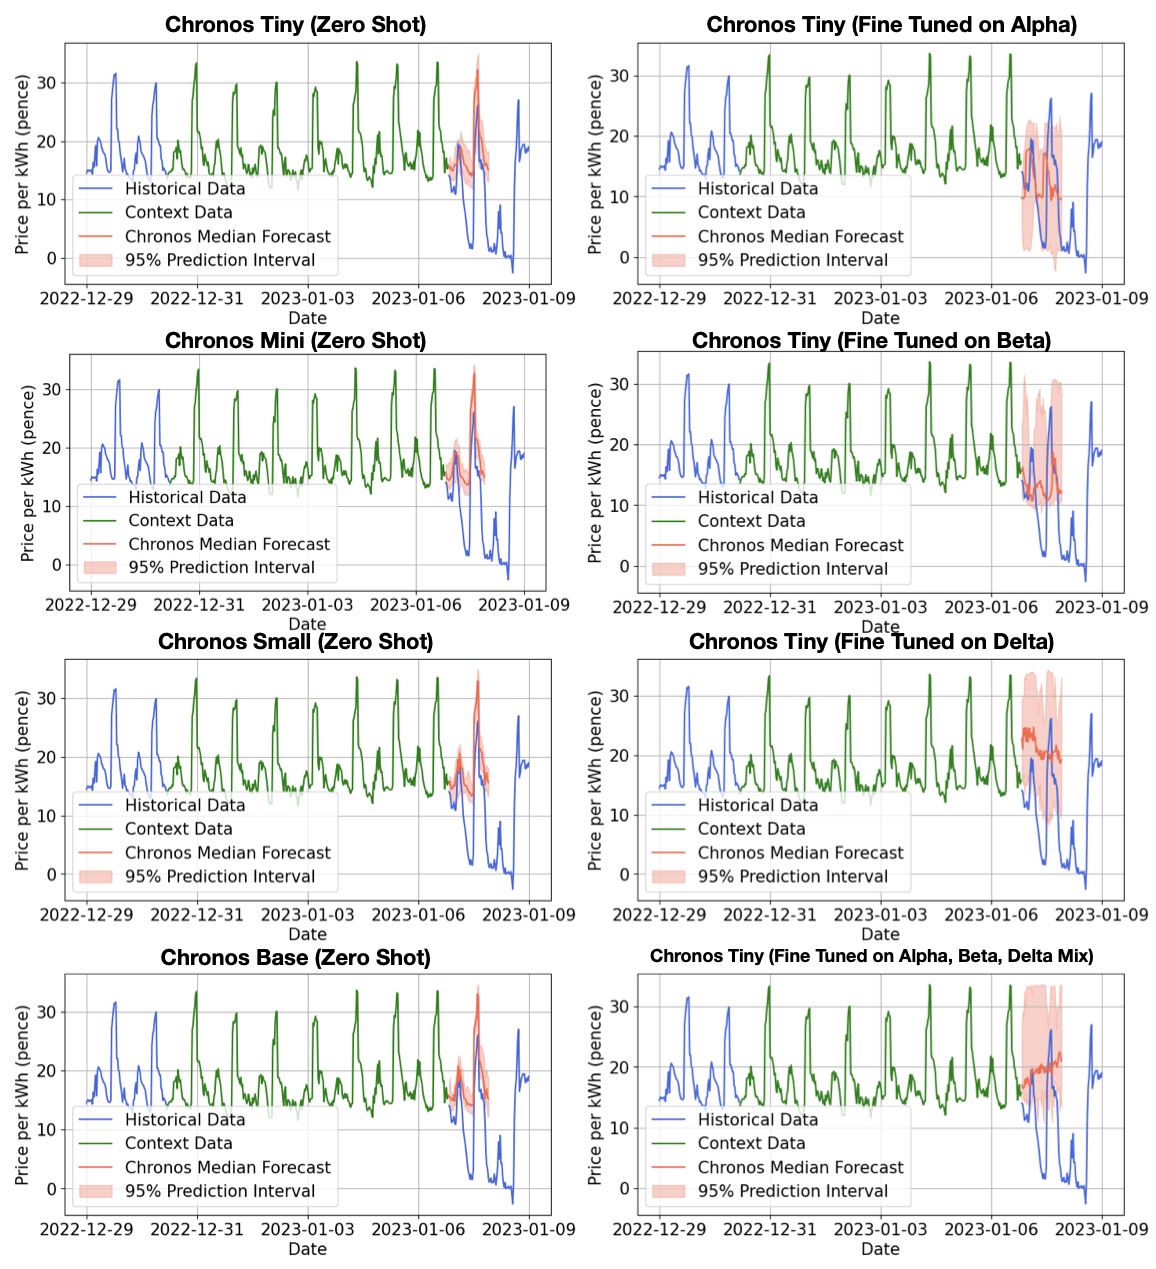 Chronos Tiny (Zero Shot)
Price per kWh (pence)
30
20
10
0
Historical Data
Context Data
Chronos Median Forecast
95% Prediction Interval
2022-12-29 2022-12-31 2023-01-03 2023-01-06 2023-01-09
Date
Chronos Tiny (Fine Tuned on Alpha)
Price per kWh (pence)
30
20
10
0
Historical Data
Context Data
Chronos Median Forecast
95% Prediction Interval
2022-12-29 2022-12-31 2023-01-03 2023-01-06 2023-01-09
Date
Chronos Mini (Zero Shot)
Price per kWh (pence)
30
20
10
0
Historical Data
Context Data
Chronos Median Forecast
95% Prediction Interval
2022-12-29 2022-12-31 2023-01-03 2023-01-06 2023-01-09
Date
Chronos Tiny (Fine Tuned on Beta)
Price per kWh (pence)
30
20
10
0
Historical Data
Context Data
Chronos Median Forecast
95% Prediction Interval
2022-12-29 2022-12-31 2023-01-03 2023-01-06 2023-01-09
Date
Chronos Small (Zero Shot)
Price per kWh (pence)
30
20
10
0
Historical Data
Context Data
Chronos Median Forecast
95% Prediction Interval
2022-12-29 2022-12-31 2023-01-03 2023-01-06 2023-01-09
Date
Chronos Tiny (Fine Tuned on Delta)
Price per kWh (pence)
30
20
10
0
Historical Data
Context Data
Chronos Median Forecast
95% Prediction Interval
2022-12-29 2022-12-31 2023-01-03 2023-01-06 2023-01-09
Date
Chronos Base (Zero Shot)
Price per kWh (pence)
30
20
10
0
Historical Data
Context Data
Chronos Median Forecast
95% Prediction Interval
2022-12-29 2022-12-31 2023-01-03 2023-01-06 2023-01-09
Date
Chronos Tiny (Fine Tuned on Alpha, Beta, Delta Mix)
Price per kWh (pence)
30
20
10
0
Historical Data
Context Data
Chronos Median Forecast
95% Prediction Interval
2022-12-29 2022-12-31 2023-01-03 2023-01-06 2023-01-09
Date